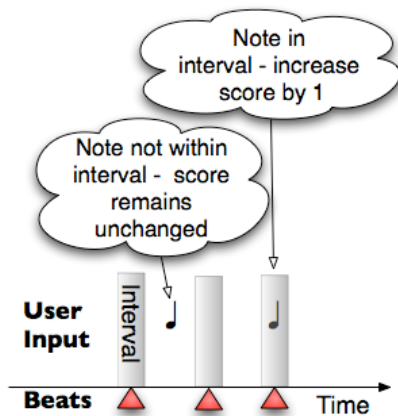 Note in
interval - increase
score by 1
Note not within
interval - score
remains
unchanged
User
Input
Interval
Beats
Time